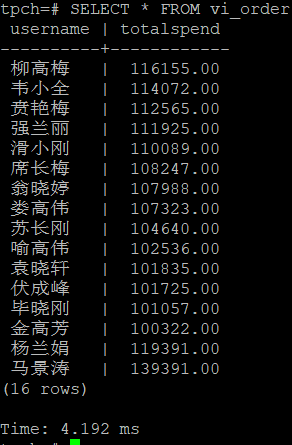 tpch=# SELECT * FROM vi_order
username | totalspend
----------+------------
柳高梅 | 116155.00
韦小全 | 114072.00
贲艳梅 | 112565.00
强兰丽 | 111925.00
滑小刚 | 110089.00
席长梅 | 108247.00
翁晓婷 | 107988.00
娄高伟 | 107323.00
苏长刚 | 104640.00
喻高伟 | 102536.00
袁晓轩 | 101835.00
伏成峰 | 101725.00
毕晓刚 | 101057.00
金高芳 | 100322.00
杨兰娟 | 119391.00
马景涛 | 139391.00
(16 rows)
Time: 4.192 ms